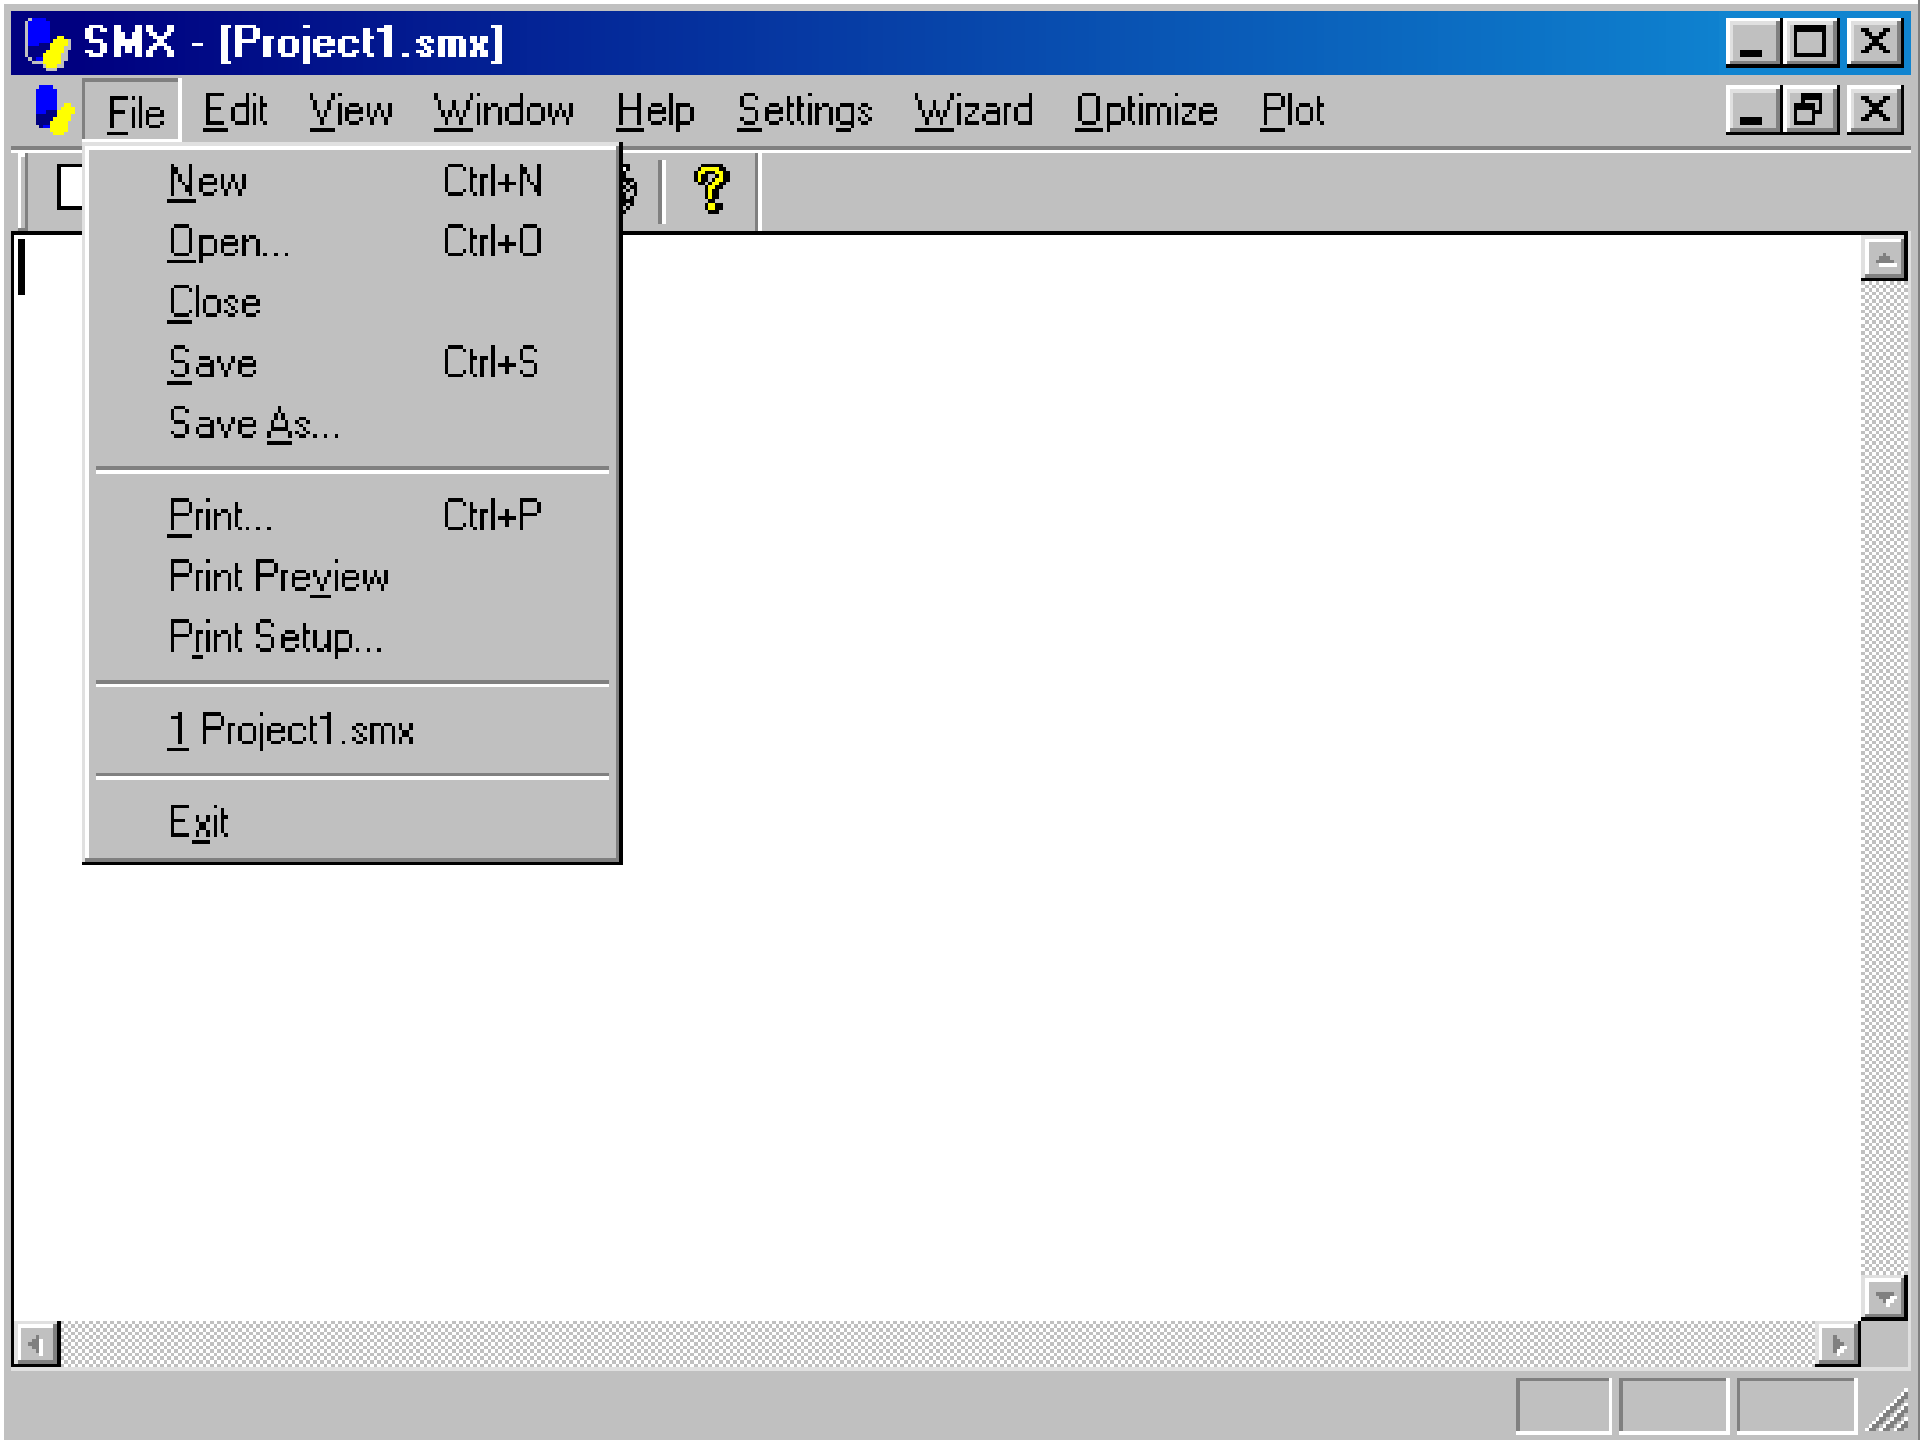 SMX - [Project1.smx]
File Edit View Window Help Settings Wizard Optimize Plot
New Ctrl+N
Open... Ctrl+O
Close
Save Ctrl+S
Save As...
Print... Ctrl+P
Print Preview
Print Setup...
1 Project1.smx
Exit